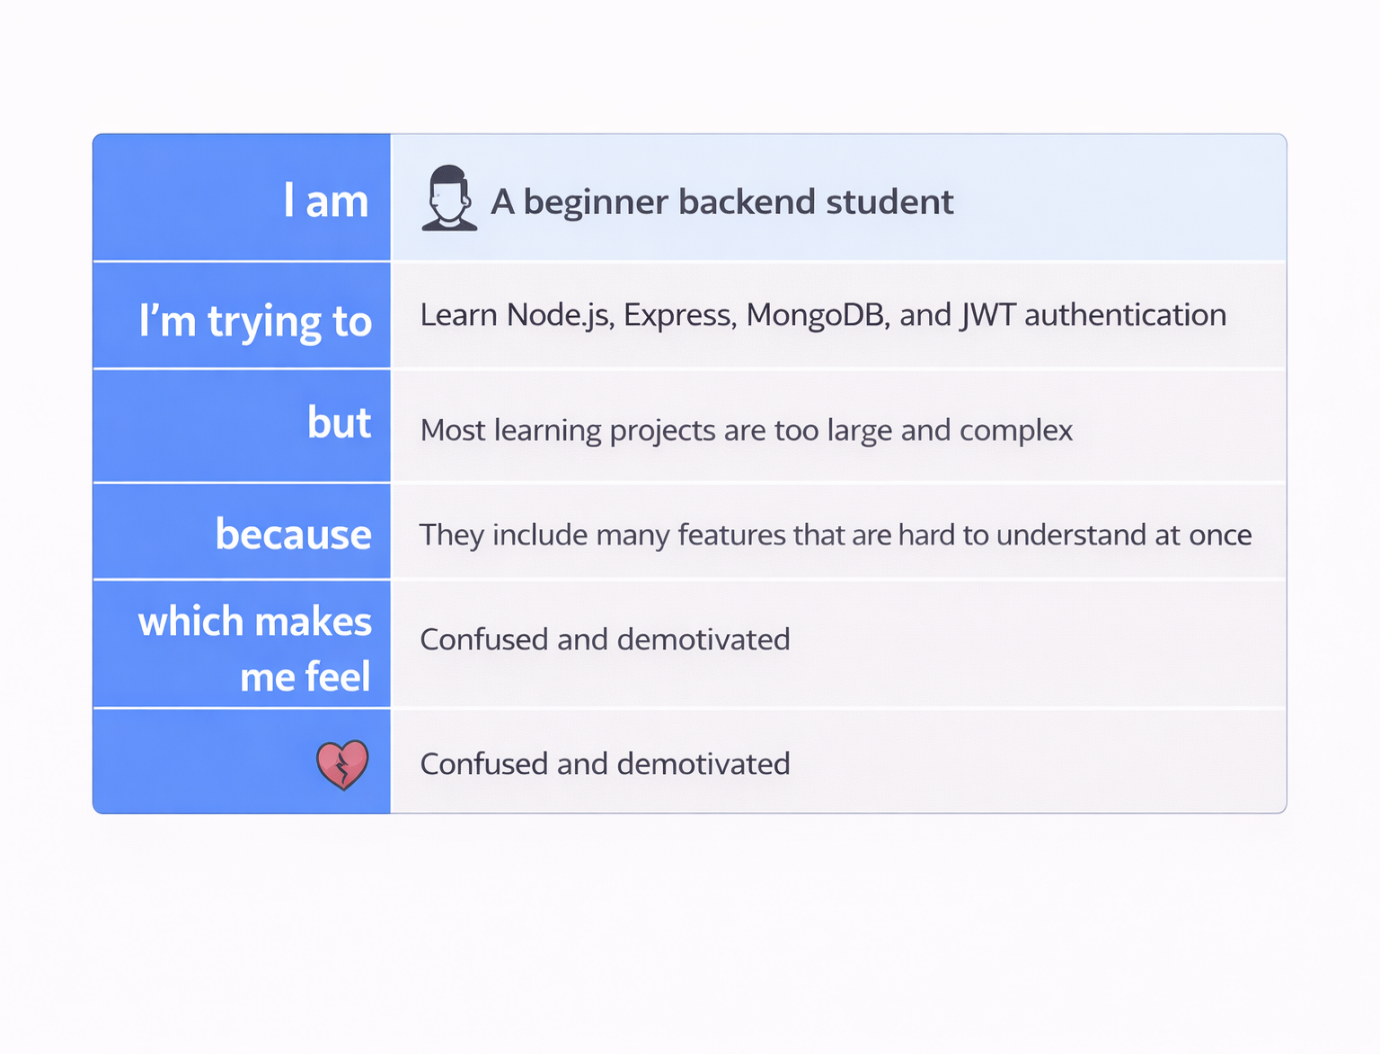 I am
A beginner backend student
I'm trying to
Learn Node.js, Express, MongoDB, and JWT authentication
but
Most learning projects are too large and complex
because
They include many features that are hard to understand at once
which makes
me feel
Confused and demotivated
Confused and demotivated